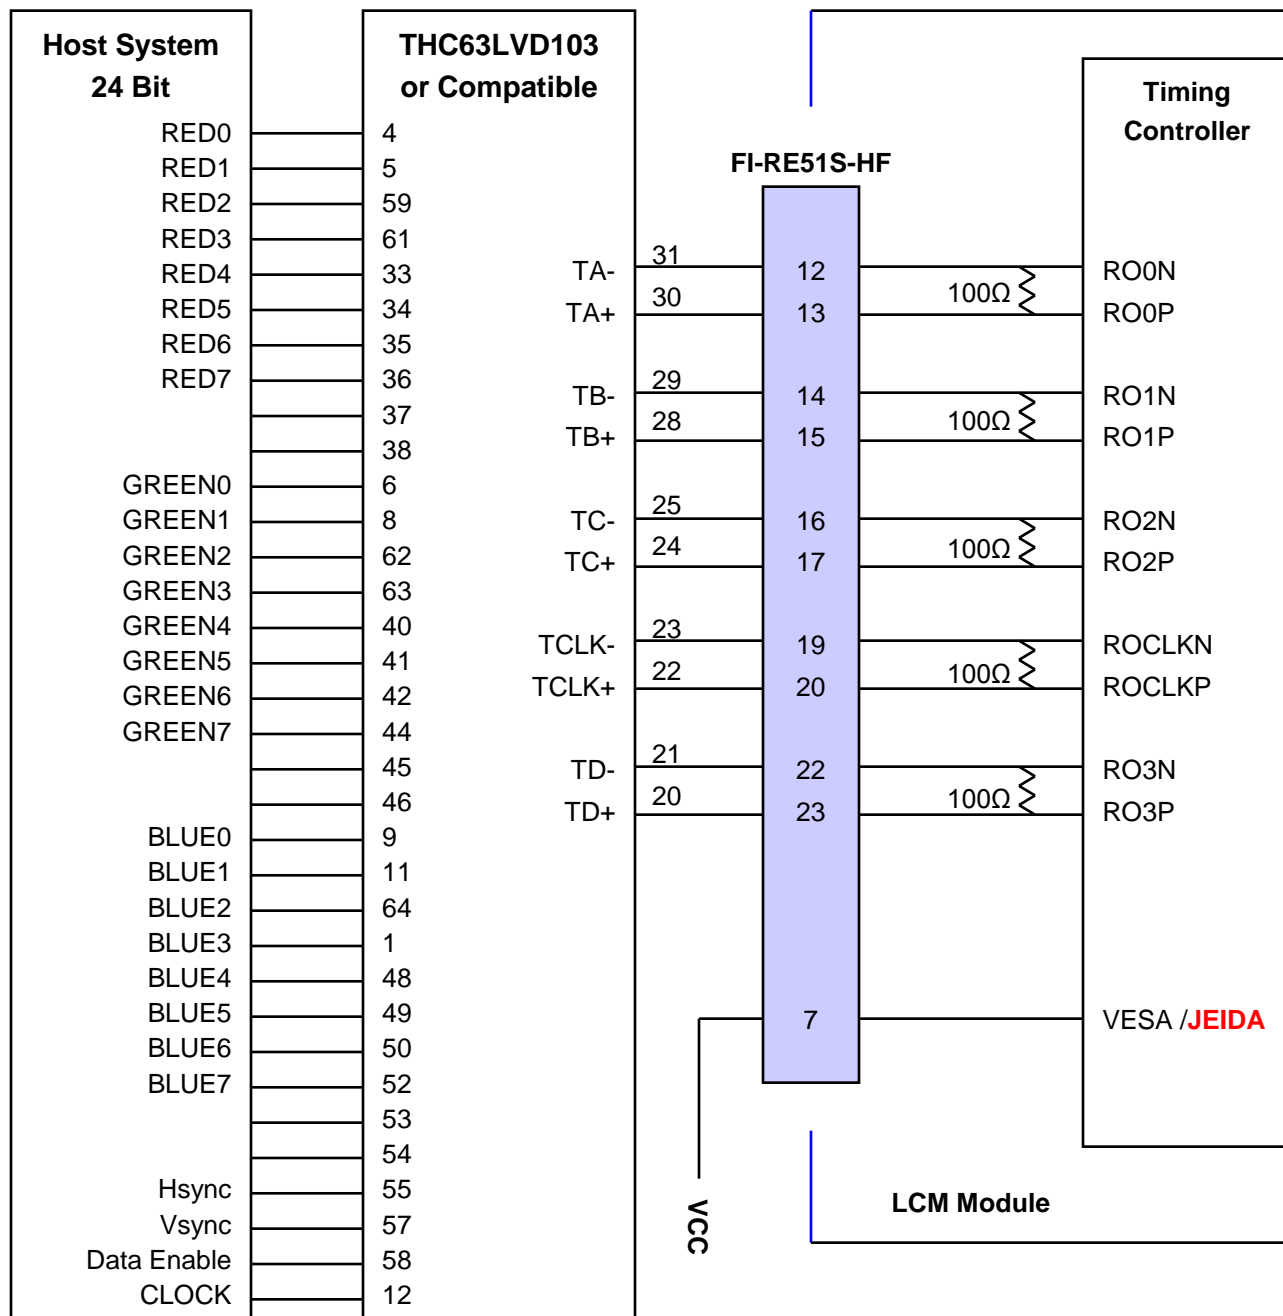 Host System
24 Bit
THC63LVD103
or Compatible
Timing
Controller
FI-RE51S-HF
RED0 4
RED1 5
RED2 59
RED3 61
RED4 33
RED5 34
RED6 35
RED7 36
37
38
GREEN0 6
GREEN1 8
GREEN2 62
GREEN3 63
GREEN4 40
GREEN5 41
GREEN6 42
GREEN7 44
45
46
BLUE0 9
BLUE1 11
BLUE2 64
BLUE3 1
BLUE4 48
BLUE5 49
BLUE6 50
BLUE7 52
53
54
Hsync 55
Vsync 57
Data Enable 58
CLOCK 12
TA- 31 12 RO0N
100Ω
TA+ 30 13 RO0P
TB- 29 14 RO1N
100Ω
TB+ 28 15 RO1P
TC- 25 16 RO2N
100Ω
TC+ 24 17 RO2P
TCLK- 23 19 ROCLKN
100Ω
TCLK+ 22 20 ROCLKP
TD- 21 22 RO3N
100Ω
TD+ 20 23 RO3P
7 VESA /JEIDA
VCC
LCM Module